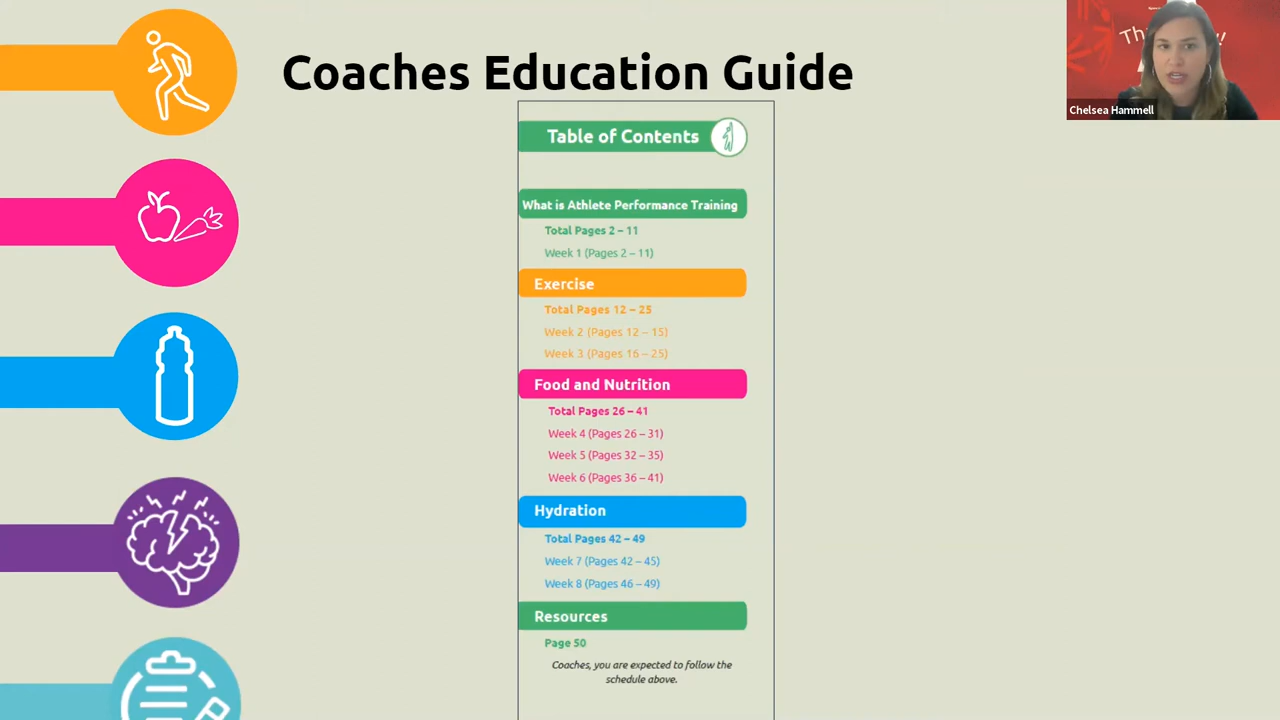 Coaches Education Guide
Table of Contents
What is Athlete Performance Training
Total Pages 2 – 11
Week 1 (Pages 2 – 11)
Exercise
Total Pages 12 – 25
Week 2 (Pages 12 – 15)
Week 3 (Pages 16 – 25)
Food and Nutrition
Total Pages 26 – 41
Week 4 (Pages 26 – 31)
Week 5 (Pages 32 – 35)
Week 6 (Pages 36 – 41)
Hydration
Total Pages 42 – 49
Week 7 (Pages 42 – 45)
Week 8 (Pages 46 – 49)
Resources
Page 50
Coaches, you are expected to follow the
schedule above.
Chelsea Hammell